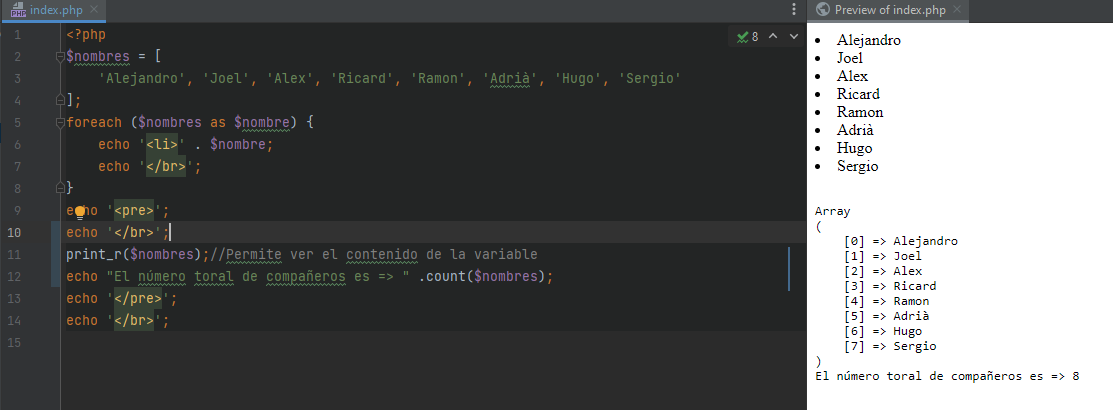 index.php
8
1 <?php
2 $nombres = [
3 'Alejandro', 'Joel', 'Alex', 'Ricard', 'Ramon', 'Adrià', 'Hugo', 'Sergio'
4 ];
5 foreach ($nombres as $nombre) {
6 echo '<li>' . $nombre;
7 echo '</br>';
8 }
9 echo '<pre>';
10 echo '</br>';
11 print_r($nombres);//Permite ver el contenido de la variable
12 echo "El número toral de compañeros es => " .count($nombres);
13 echo '</pre>';
14 echo '</br>';
15
Preview of index.php
• Alejandro
• Joel
• Alex
• Ricard
• Ramon
• Adrià
• Hugo
• Sergio
Array
(
[0] => Alejandro
[1] => Joel
[2] => Alex
[3] => Ricard
[4] => Ramon
[5] => Adrià
[6] => Hugo
[7] => Sergio
)
El número toral de compañeros es => 8